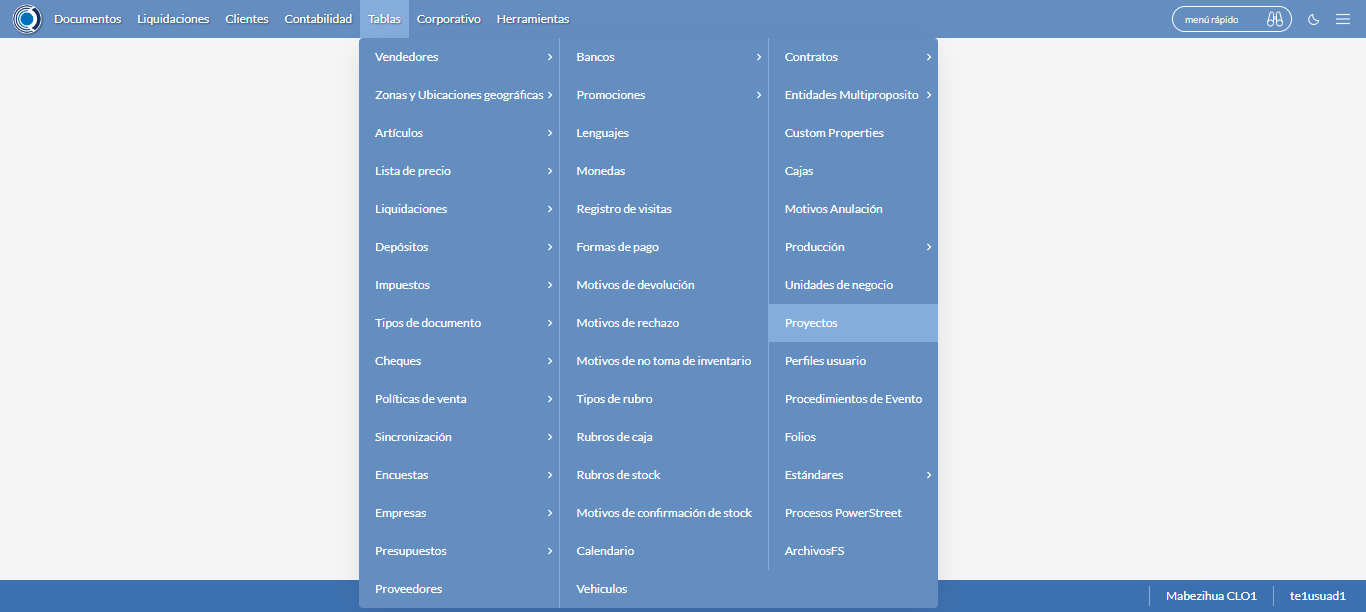 Documentos
Liquidaciones
Clientes
Contabilidad
Tablas
Corporativo
Herramientas
menú rápido
Vendedores
Zonas y Ubicaciones geográficas
Artículos
Lista de precio
Liquidaciones
Depósitos
Impuestos
Tipos de documento
Cheques
Políticas de venta
Sincronización
Encuestas
Empresas
Presupuestos
Proveedores
Bancos
Promociones
Lenguajes
Monedas
Registro de visitas
Formas de pago
Motivos de devolución
Motivos de rechazo
Motivos de no toma de inventario
Tipos de rubro
Rubros de caja
Rubros de stock
Motivos de confirmación de stock
Calendario
Vehiculos
Contratos
Entidades Multiproposito
Custom Properties
Cajas
Motivos Anulación
Producción
Unidades de negocio
Proyectos
Perfiles usuario
Procedimientos de Evento
Folios
Estándares
Procesos PowerStreet
ArchivosFS
Mabezihua CLO1
te1usuad1